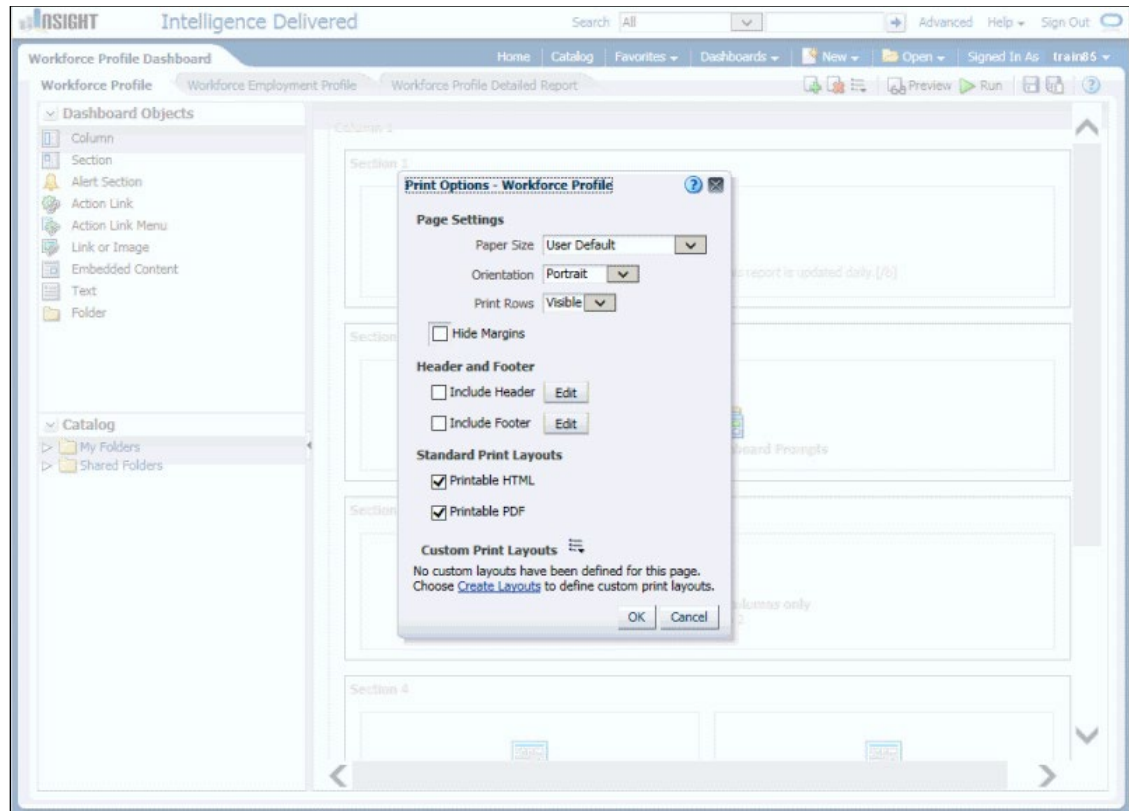 INSIGHT Intelligence Delivered Search All Advanced Help Sign Out
Workforce Profile Dashboard Home Catalog Favorites Dashboards New Open Signed In As train85
Workforce Profile Workforce Employment Profile Workforce Profile Detailed Report Preview Run
Dashboard Objects
Column
Section
Alert Section
Action Link
Action Link Menu
Link or Image
Embedded Content
Text
Folder
Catalog
My Folders
Shared Folders
Column 1
Section 1
report is updated daily.[/b]
Section
board Prompts
Section
lumns only
2
Section 4
Print Options - Workforce Profile
Page Settings
Paper Size User Default
Orientation Portrait
Print Rows Visible
Hide Margins
Header and Footer
Include Header Edit
Include Footer Edit
Standard Print Layouts
Printable HTML
Printable PDF
Custom Print Layouts
No custom layouts have been defined for this page.
Choose Create Layouts to define custom print layouts.
OK Cancel